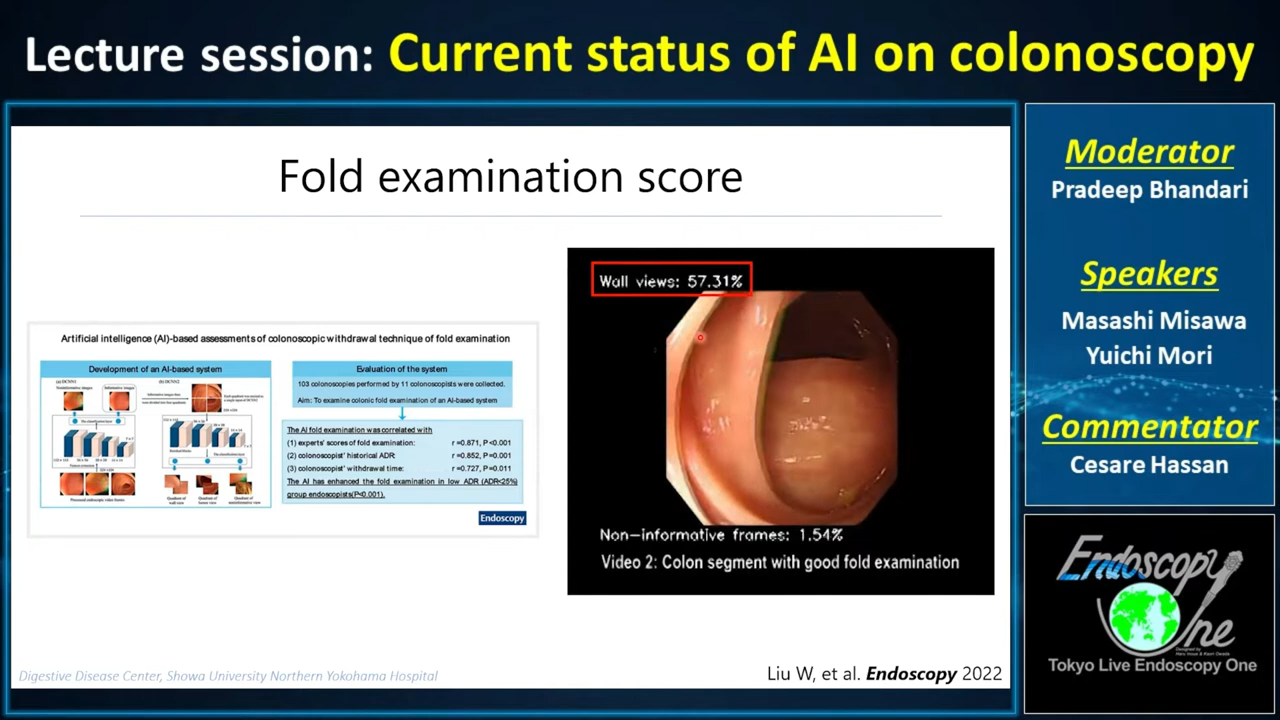 Lecture session: Current status of AI on colonoscopy
Fold examination score
Artificial intelligence (AI)-based assessments of colonoscopic withdrawal technique of fold examination
Development of an AI-based system
(a) DCNN1
(b) DCNN2
Evaluation of the system
103 colonoscopies performed by 11 colonoscopists were collected.
Aim: To examine colonic fold examination of an AI-based system
The AI fold examination was correlated with
(1) experts' scores of fold examination: r =0.871, P <0.001
(2) colonoscopist' historical ADR: r =0.852, P=0.001
(3) colonoscopist' withdrawal time: r =0.727, P=0.011
The AI has enhanced the fold examination in low ADR (ADR<25%)
group endoscopists(P<0.001).
Endoscopy
Wall views: 57.31%
Non-informative frames: 1.54%
Video 2: Colon segment with good fold examination
Digestive Disease Center, Showa University Northern Yokohama Hospital
Liu W, et al. Endoscopy 2022
Moderator
Pradeep Bhandari
Speakers
Masashi Misawa
Yuichi Mori
Commentator
Cesare Hassan
Endoscopy
One
Tokyo Live Endoscopy One